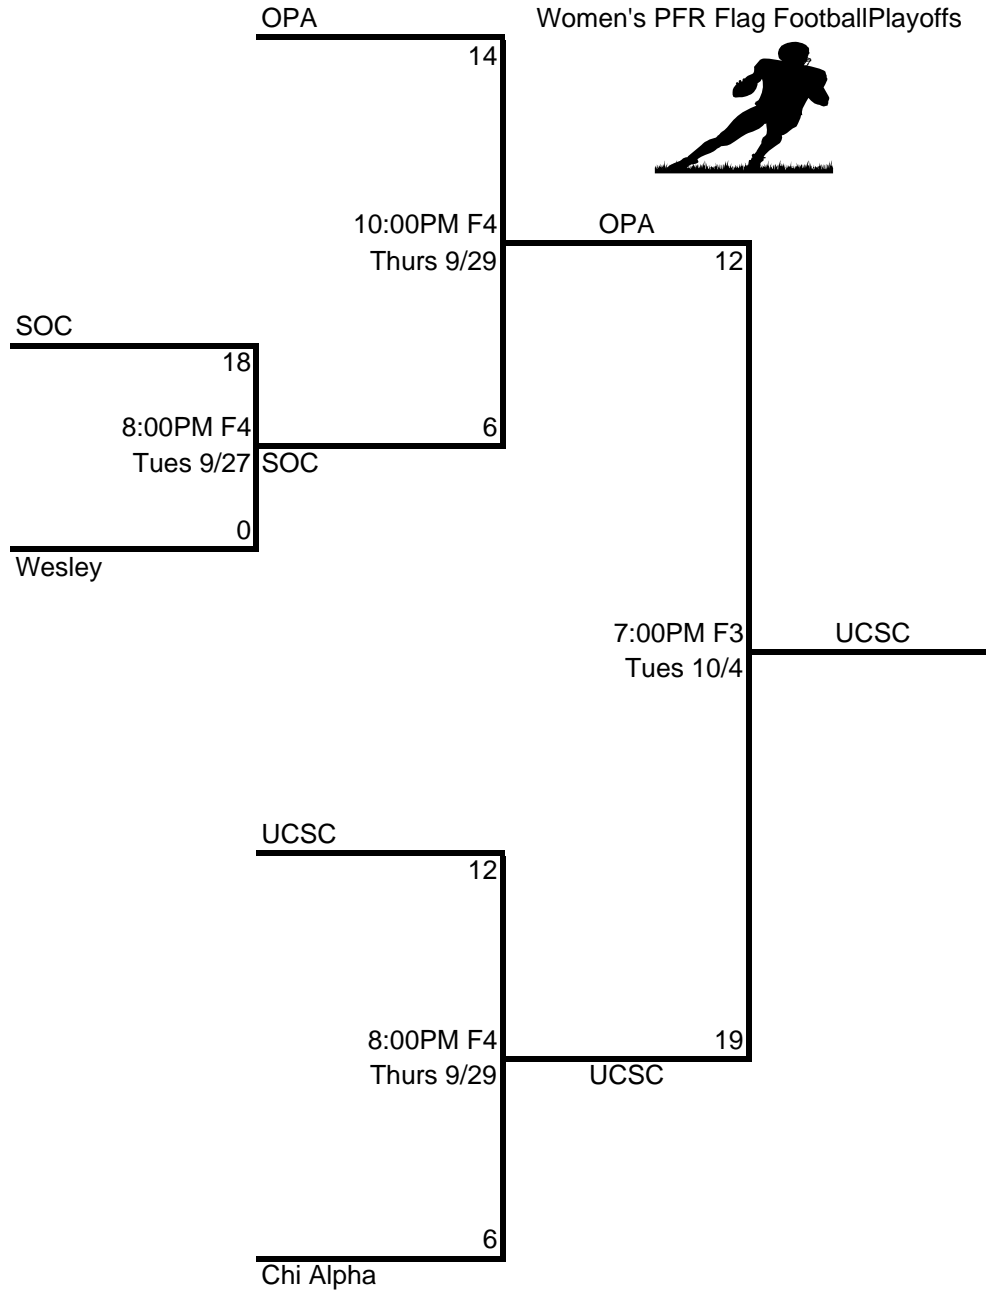 OPA
Women's PFR Flag FootballPlayoffs
14
10:00PM F4
OPA
Thurs 9/29
12
SOC
18
8:00PM F4
6
Tues 9/27
SOC
0
Wesley
7:00PM F3
UCSC
Tues 10/4
UCSC
12
8:00PM F4
19
Thurs 9/29
UCSC
6
Chi Alpha